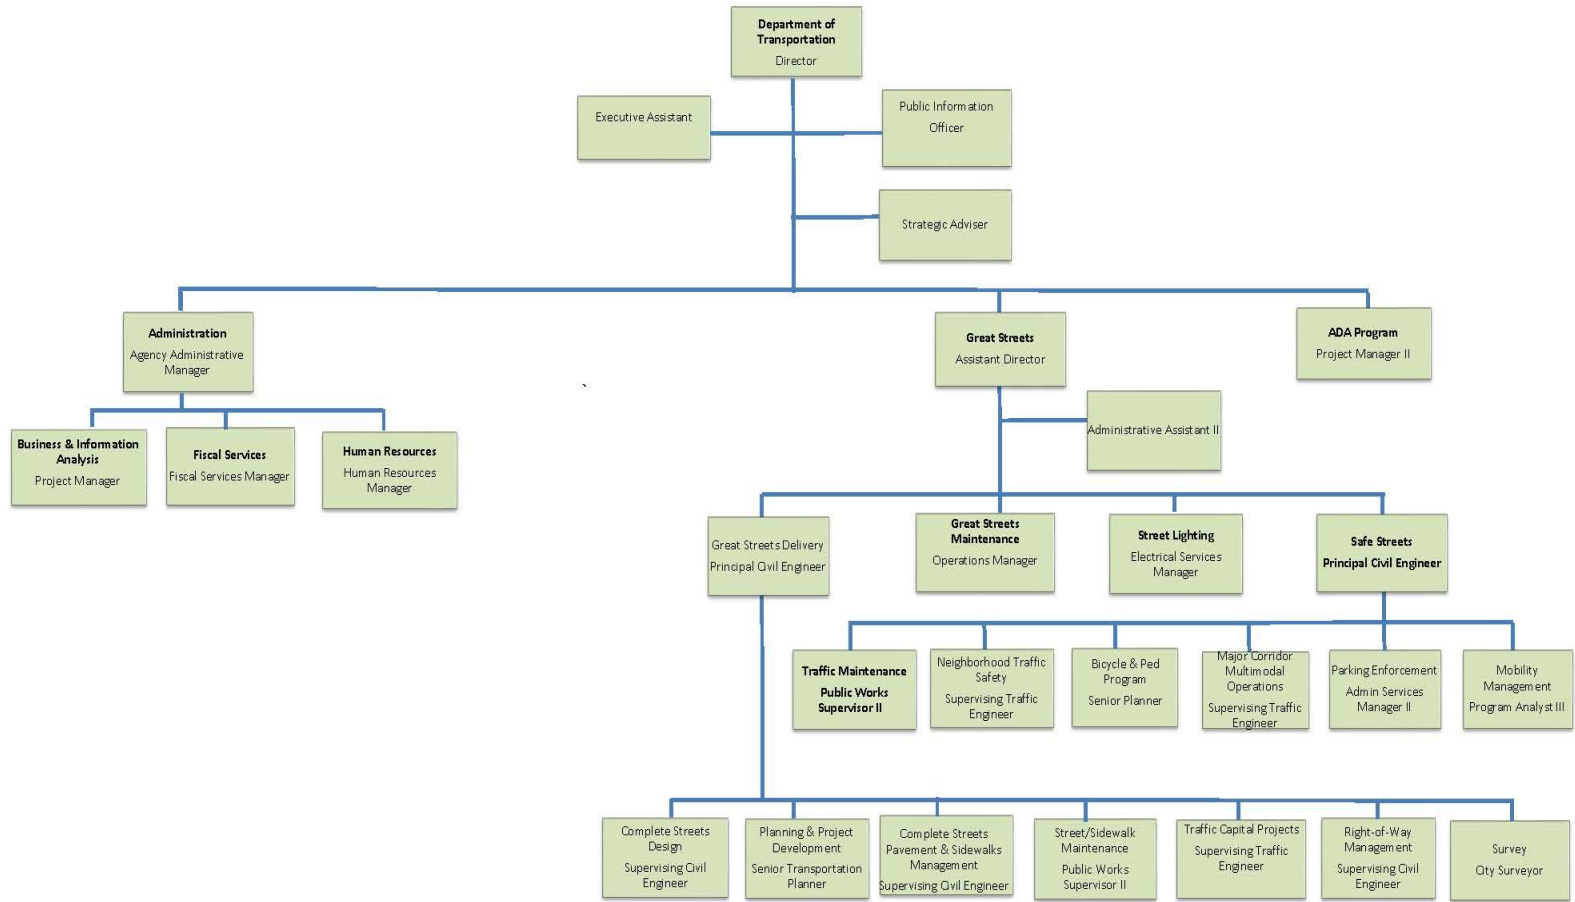 Department of
Transportation
Director
Executive Assistant
Public Information
Officer
Strategic Adviser
Administration
Agency Administrative
Manager
Great Streets
Assistant Director
ADA Program
Project Manager II
`
Administrative Assistant II
Business & Information
Analysis
Project Manager
Fiscal Services
Fiscal Services Manager
Human Resources
Human Resources
Manager
Great Streets Delivery
Principal Civil Engineer
Great Streets
Maintenance
Operations Manager
Street Lighting
Electrical Services
Manager
Safe Streets
Principal Civil Engineer
Traffic Maintenance
Public Works
Supervisor II
Neighborhood Traffic
Safety
Supervising Traffic
Engineer
Bicycle & Ped
Program
Senior Planner
Major Corridor
Multimodal
Operations
Supervising Traffic
Engineer
Parking Enforcement
Admin Services
Manager II
Mobility
Management
Program Analyst III
Complete Streets
Design
Supervising Civil
Engineer
Planning & Project
Development
Senior Transportation
Planner
Complete Streets
Pavement & Sidewalks
Management
Supervising Civil Engineer
Street/Sidewalk
Maintenance
Public Works
Supervisor II
Traffic Capital Projects
Supervising Traffic
Engineer
Right-of-Way
Management
Supervising Civil
Engineer
Survey
City Surveyor